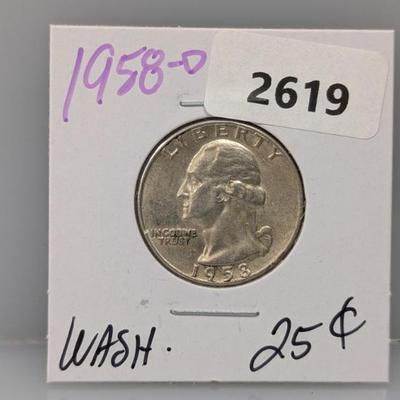 1958-D
2619
LIBERTY
IN GOD WE
TRUST
1958
WASH. 25¢